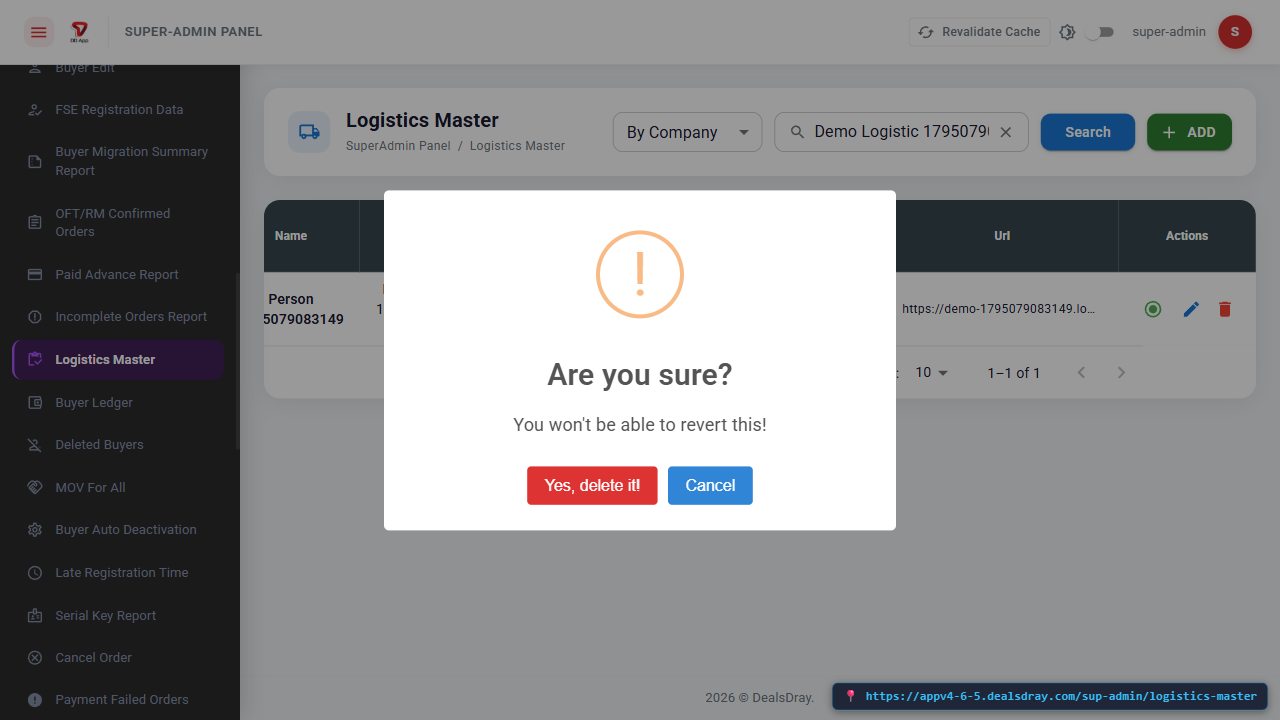 DD App
SUPER-ADMIN PANEL
Revalidate Cache
super-admin
S
Buyer Edit
FSE Registration Data
Buyer Migration Summary
Report
OFT/RM Confirmed
Orders
Paid Advance Report
Incomplete Orders Report
Logistics Master
Buyer Ledger
Deleted Buyers
MOV For All
Buyer Auto Deactivation
Late Registration Time
Serial Key Report
Cancel Order
Payment Failed Orders
Logistics Master
SuperAdmin Panel / Logistics Master
By Company
Demo Logistic 1795079
Search
ADD
Name
Url
Actions
Person
5079083149
1
https://demo-1795079083149.lo...
: 10
1–1 of 1
!
Are you sure?
You won't be able to revert this!
Yes, delete it!
Cancel
2026 © DealsDray.
https://appv4-6-5.dealsdray.com/sup-admin/logistics-master